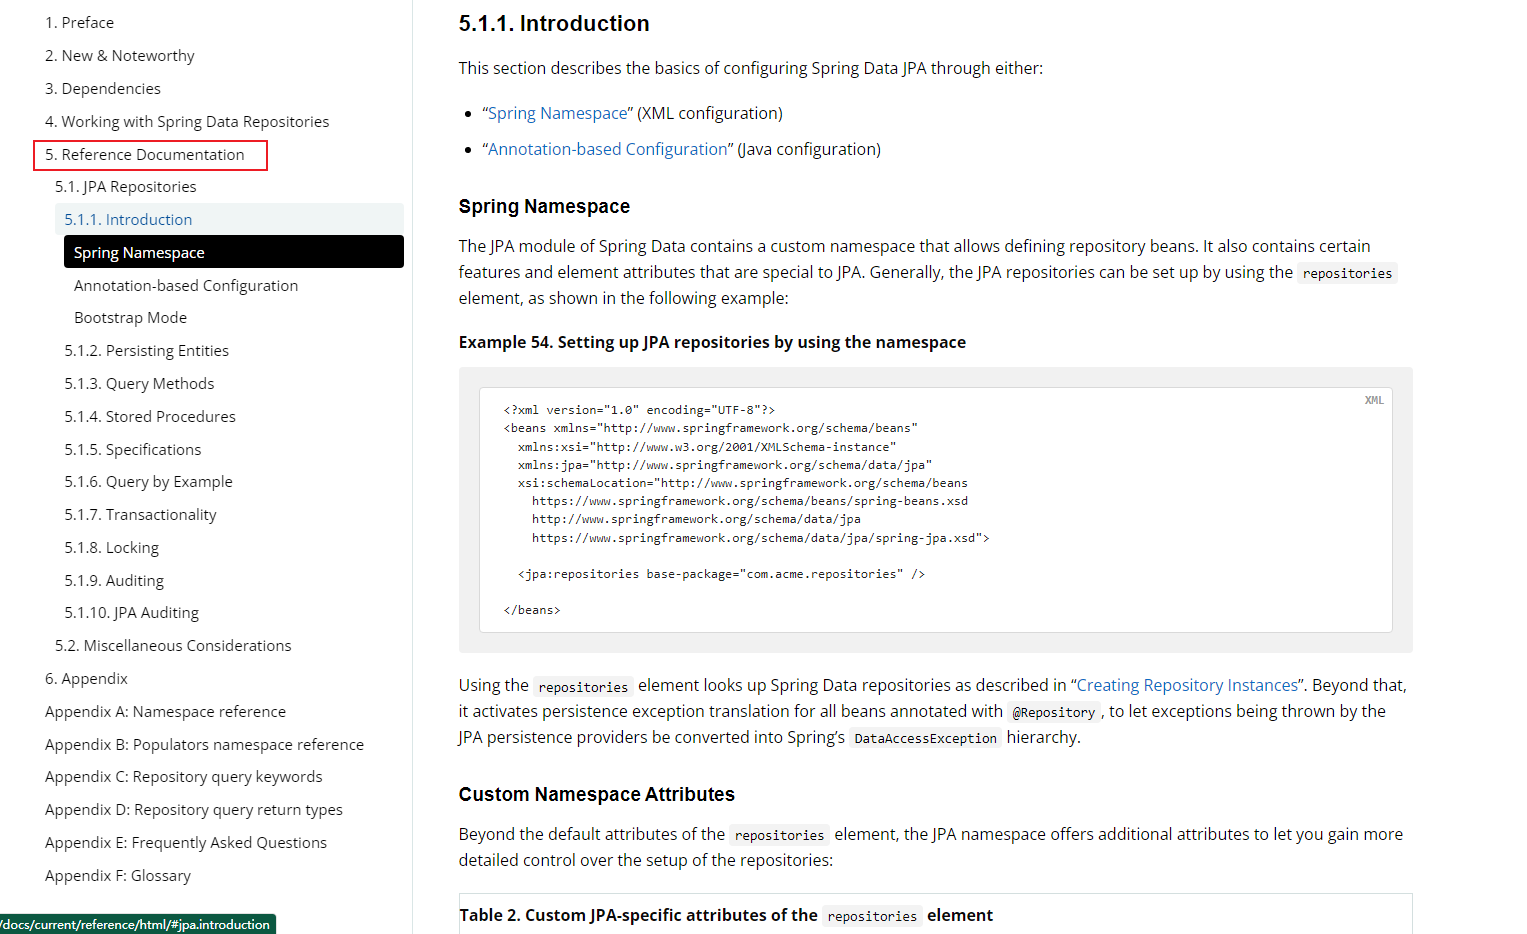 1. Preface
2. New & Noteworthy
3. Dependencies
4. Working with Spring Data Repositories
5. Reference Documentation
5.1. JPA Repositories
5.1.1. Introduction
Spring Namespace
Annotation-based Configuration
Bootstrap Mode
5.1.2. Persisting Entities
5.1.3. Query Methods
5.1.4. Stored Procedures
5.1.5. Specifications
5.1.6. Query by Example
5.1.7. Transactionality
5.1.8. Locking
5.1.9. Auditing
5.1.10. JPA Auditing
5.2. Miscellaneous Considerations
6. Appendix
Appendix A: Namespace reference
Appendix B: Populators namespace reference
Appendix C: Repository query keywords
Appendix D: Repository query return types
Appendix E: Frequently Asked Questions
Appendix F: Glossary
/docs/current/reference/html/#jpa.introduction
5.1.1. Introduction
This section describes the basics of configuring Spring Data JPA through either:
• “Spring Namespace” (XML configuration)
• “Annotation-based Configuration” (Java configuration)
Spring Namespace
The JPA module of Spring Data contains a custom namespace that allows defining repository beans. It also contains certain
features and element attributes that are special to JPA. Generally, the JPA repositories can be set up by using the repositories
element, as shown in the following example:
Example 54. Setting up JPA repositories by using the namespace
XML
<?xml version="1.0" encoding="UTF-8"?>
<beans xmlns="http://www.springframework.org/schema/beans"
xmlns:xsi="http://www.w3.org/2001/XMLSchema-instance"
xmlns:jpa="http://www.springframework.org/schema/data/jpa"
xsi:schemaLocation="http://www.springframework.org/schema/beans
https://www.springframework.org/schema/beans/spring-beans.xsd
http://www.springframework.org/schema/data/jpa
https://www.springframework.org/schema/data/jpa/spring-jpa.xsd">
<jpa:repositories base-package="com.acme.repositories" />
</beans>
Using the repositories element looks up Spring Data repositories as described in “Creating Repository Instances”. Beyond that,
it activates persistence exception translation for all beans annotated with @Repository, to let exceptions being thrown by the
JPA persistence providers be converted into Spring’s DataAccessException hierarchy.
Custom Namespace Attributes
Beyond the default attributes of the repositories element, the JPA namespace offers additional attributes to let you gain more
detailed control over the setup of the repositories:
Table 2. Custom JPA-specific attributes of the repositories element